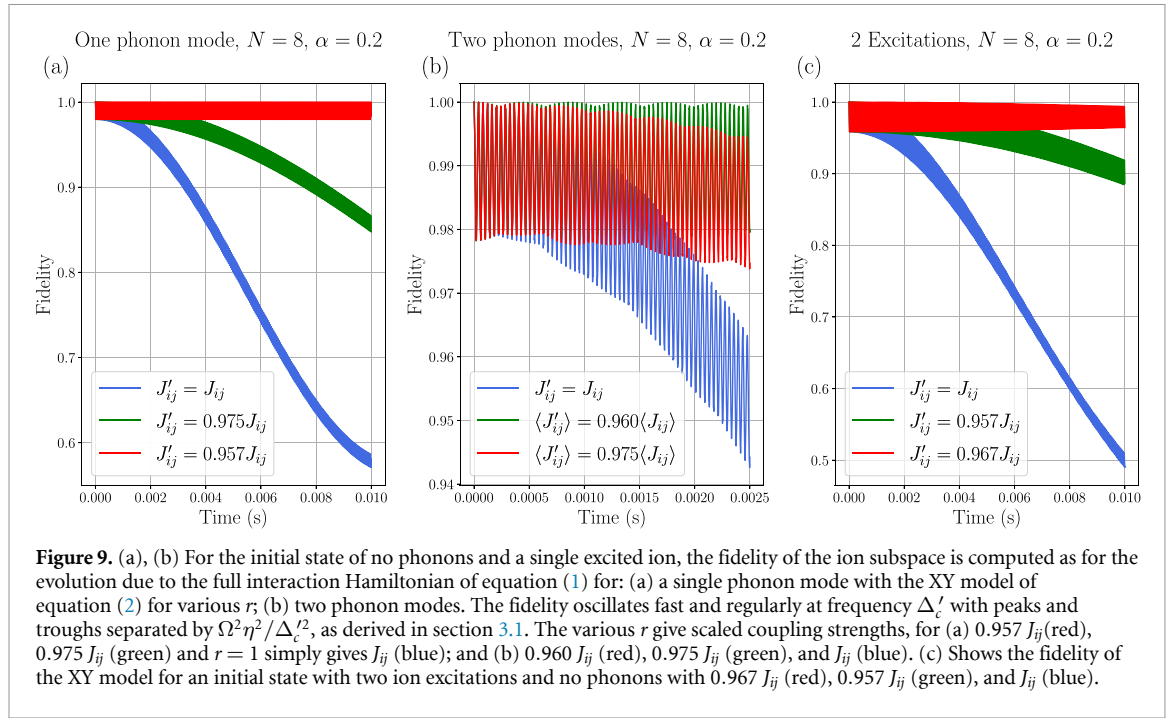 One phonon mode, N = 8, α = 0.2
(a)
1.0
0.9
0.8
0.7
0.6
Fidelity
J′ij = Jij
J′ij = 0.975Jij
J′ij = 0.957Jij
0.000 0.002 0.004 0.006 0.008 0.010
Time (s)
Two phonon modes, N = 8, α = 0.2
(b)
1.00
0.99
0.98
0.97
0.96
0.95
0.94
Fidelity
J′ij = Jij
⟨J′ij⟩ = 0.960⟨Jij⟩
⟨J′ij⟩ = 0.975⟨Jij⟩
0.0000 0.0005 0.0010 0.0015 0.0020 0.0025
Time (s)
2 Excitations, N = 8, α = 0.2
(c)
1.0
0.9
0.8
0.7
0.6
0.5
Fidelity
J′ij = Jij
J′ij = 0.957Jij
J′ij = 0.967Jij
0.000 0.002 0.004 0.006 0.008 0.010
Time (s)
Figure 9. (a), (b) For the initial state of no phonons and a single excited ion, the fidelity of the ion subspace is computed as for the
evolution due to the full interaction Hamiltonian of equation (1) for: (a) a single phonon mode with the XY model of
equation (2) for various r; (b) two phonon modes. The fidelity oscillates fast and regularly at frequency Δc′ with peaks and
troughs separated by Ω²η²/Δc′², as derived in section 3.1. The various r give scaled coupling strengths, for (a) 0.957 Jij(red),
0.975 Jij (green) and r = 1 simply gives Jij (blue); and (b) 0.960 Jij (red), 0.975 Jij (green), and Jij (blue). (c) Shows the fidelity of
the XY model for an initial state with two ion excitations and no phonons with 0.967 Jij (red), 0.957 Jij (green), and Jij (blue).